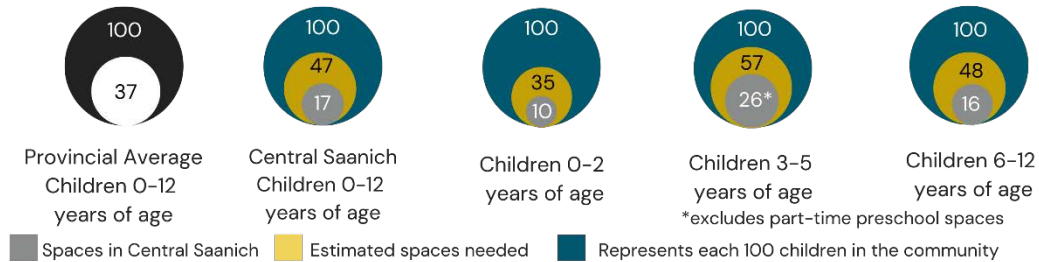 100
37
Provincial Average
Children 0-12
years of age
100
47
17
Central Saanich
Children 0-12
years of age
100
35
10
Children 0-2
years of age
100
57
26*
Children 3-5
years of age
*excludes part-time preschool spaces
100
48
16
Children 6-12
years of age
Spaces in Central Saanich
Estimated spaces needed
Represents each 100 children in the community